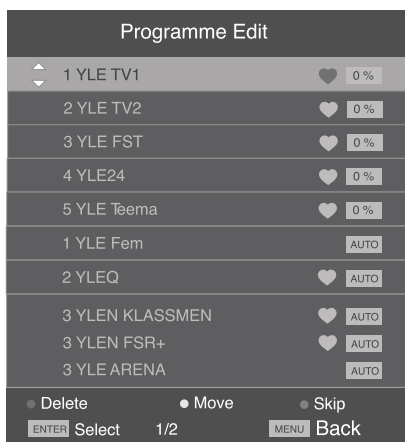 Programme Edit
1 YLE TV1 0 %
2 YLE TV2 0 %
3 YLE FST 0 %
4 YLE24 0 %
5 YLE Teema 0 %
1 YLE Fem AUTO
2 YLEQ AUTO
3 YLEN KLASSMEN AUTO
3 YLEN FSR+ AUTO
3 YLE ARENA AUTO
Delete Move Skip
ENTER Select 1/2 MENU Back